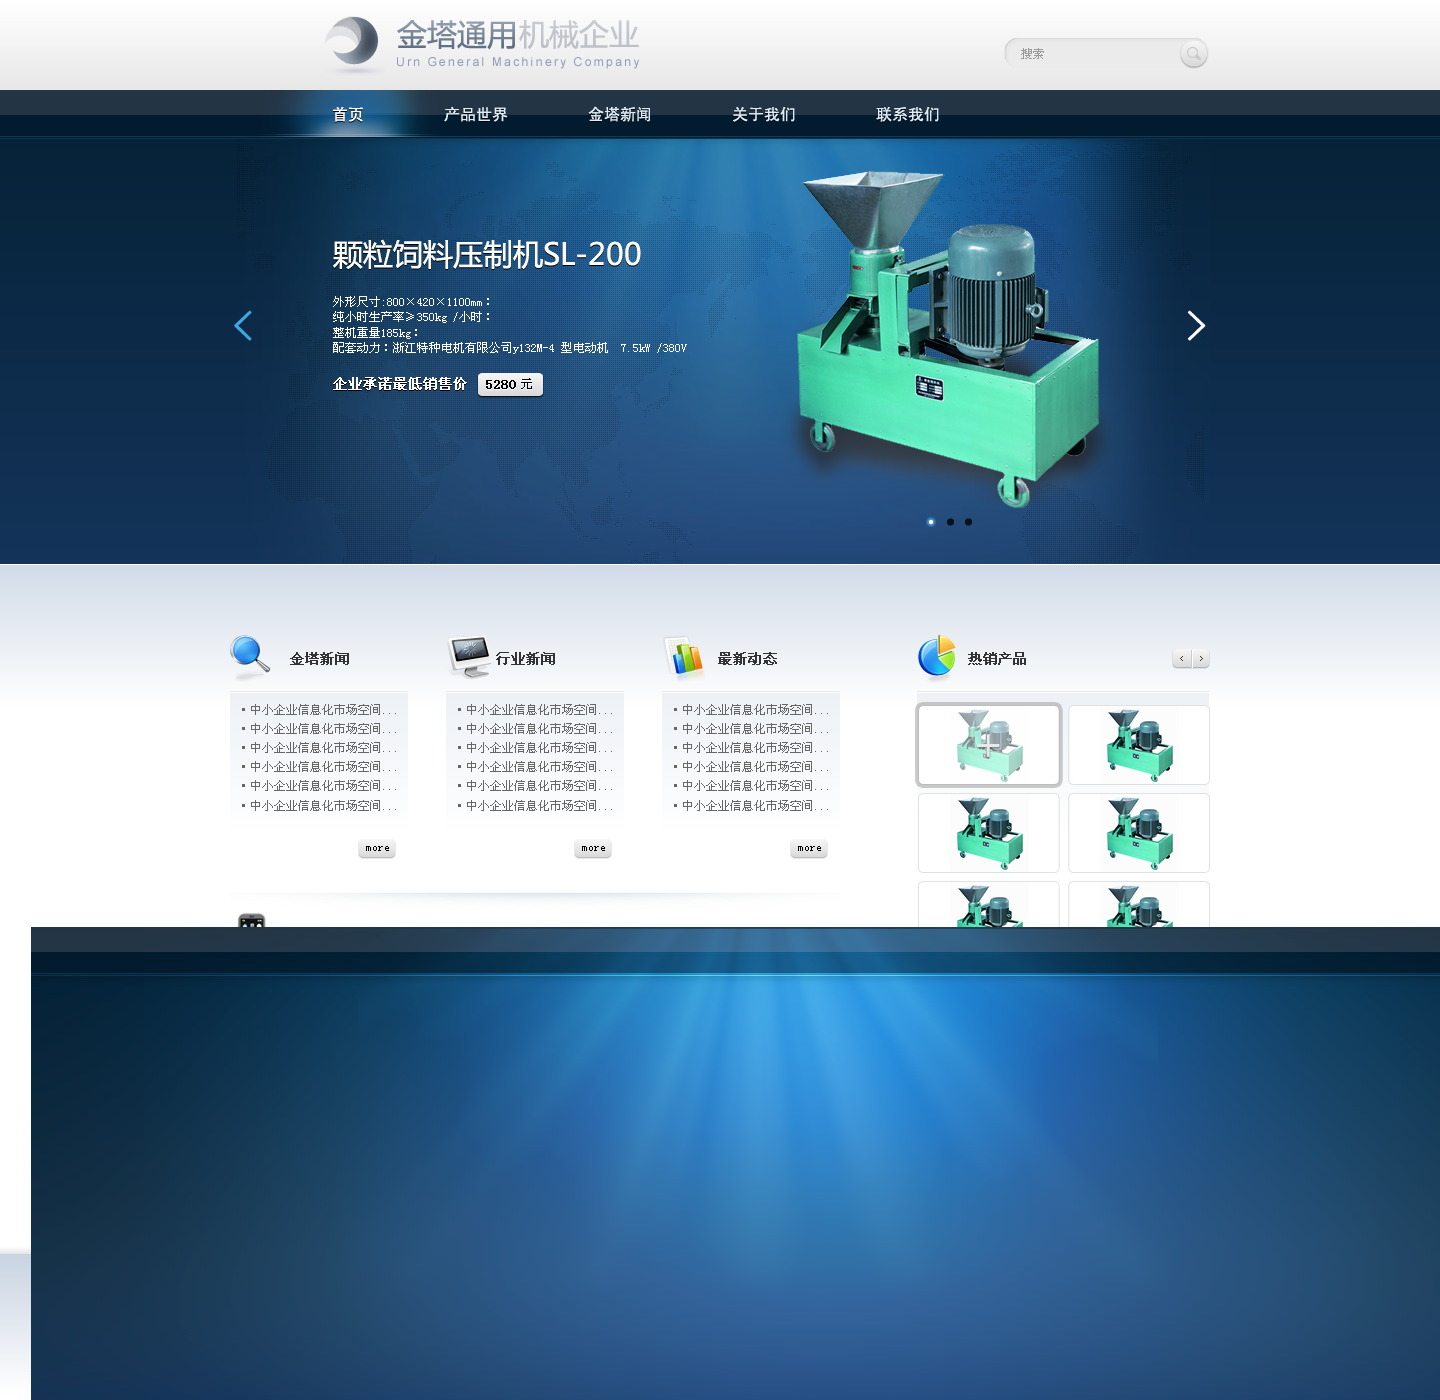 金塔通用机械企业
Urn General Machinery Company
搜索
首页
产品世界
金塔新闻
关于我们
联系我们
颗粒饲料压制机SL-200
外形尺寸:800×420×1100mm：
纯小时生产率≥350kg /小时：
整机重量185kg：
配套动力：浙江特种电机有限公司y132M-4 型电动机 7.5kW /380V
企业承诺最低销售价
5280 元
金塔新闻
中小企业信息化市场空间...
中小企业信息化市场空间...
中小企业信息化市场空间...
中小企业信息化市场空间...
中小企业信息化市场空间...
中小企业信息化市场空间...
more
行业新闻
中小企业信息化市场空间...
中小企业信息化市场空间...
中小企业信息化市场空间...
中小企业信息化市场空间...
中小企业信息化市场空间...
中小企业信息化市场空间...
more
最新动态
中小企业信息化市场空间...
中小企业信息化市场空间...
中小企业信息化市场空间...
中小企业信息化市场空间...
中小企业信息化市场空间...
中小企业信息化市场空间...
more
热销产品